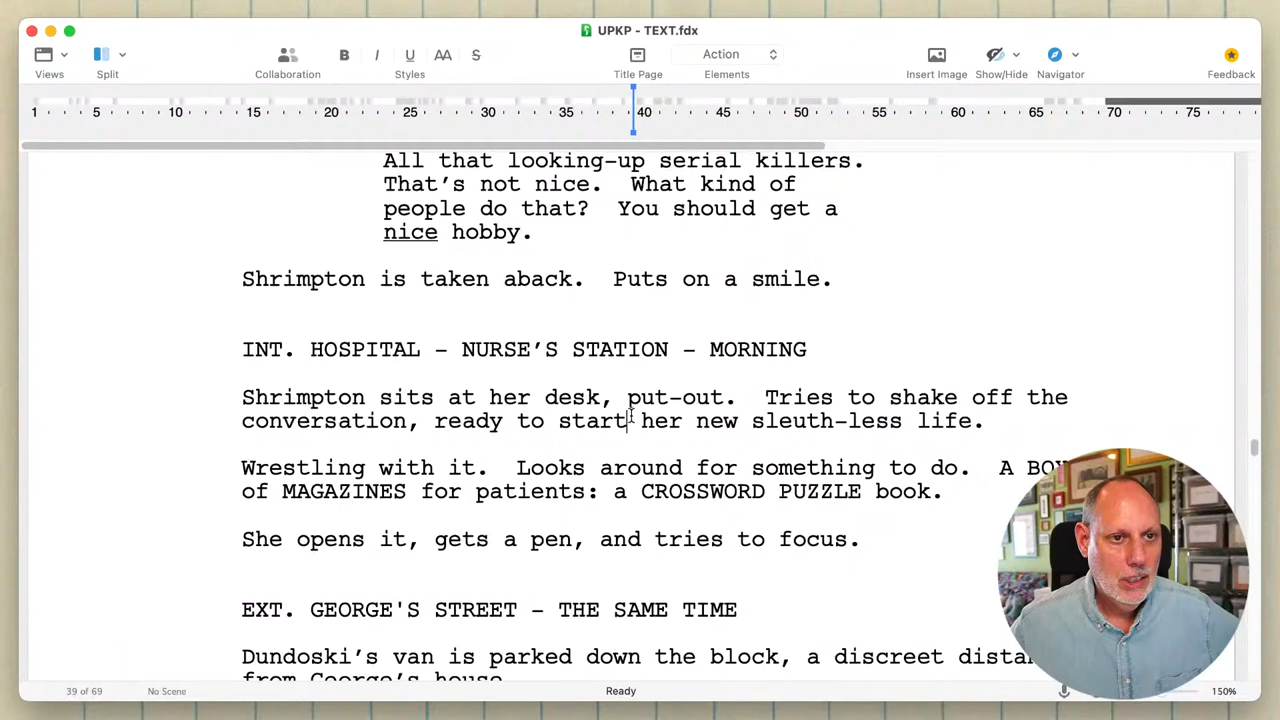 UPKP - TEXT.fdx
Views Split Collaboration B I U AA S Styles Title Page Action Elements Insert Image Show/Hide Navigator Feedback
1 5 10 15 20 25 30 35 40 45 50 55 60 65 70 75
All that looking-up serial killers.
That’s not nice.  What kind of
people do that?  You should get a
nice hobby.
Shrimpton is taken aback.  Puts on a smile.
INT. HOSPITAL - NURSE’S STATION - MORNING
Shrimpton sits at her desk, put-out.  Tries to shake off the
conversation, ready to start her new sleuth-less life.
Wrestling with it.  Looks around for something to do.  A BOX
of MAGAZINES for patients: a CROSSWORD PUZZLE book.
She opens it, gets a pen, and tries to focus.
EXT. GEORGE'S STREET - THE SAME TIME
Dundoski’s van is parked down the block, a discreet
from George’s house
39 of 69 No Scene Ready 150%